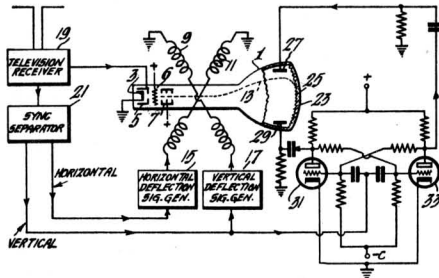 19
TELEVISION
RECEIVER
21
SYNC
SEPARATOR
HORIZONTAL
VERTICAL
3
5
6
7
9
11
13
1
15
HORIZONTAL
DEFLECTION
SIG. GEN.
17
VERTICAL
DEFLECTION
SIG. GEN.
27
25
23
29
+
31
33
-C